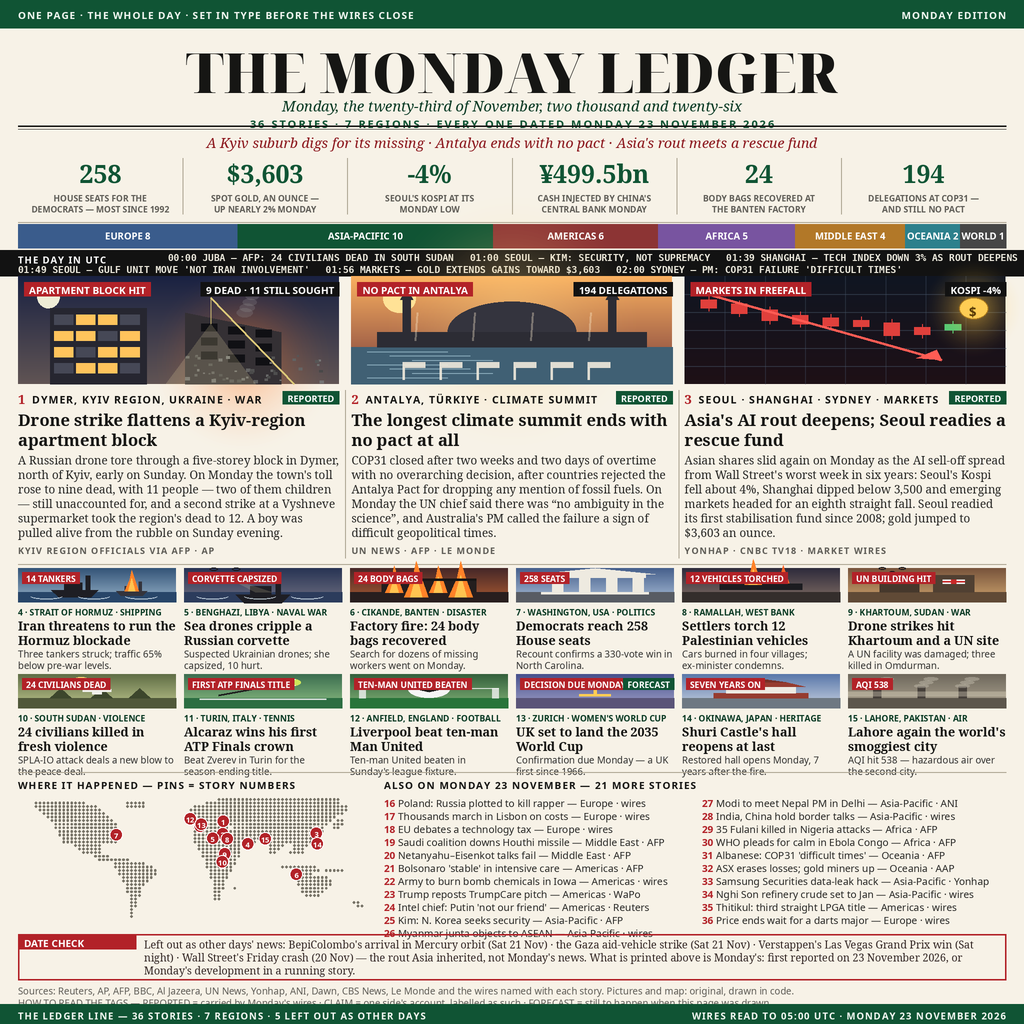 ONE PAGE · THE WHOLE DAY · SET IN TYPE BEFORE THE WIRES CLOSE
MONDAY EDITION
THE MONDAY LEDGER
Monday, the twenty-third of November, two thousand and twenty-six
36 STORIES · 7 REGIONS · EVERY ONE DATED MONDAY 23 NOVEMBER 2026
A Kyiv suburb digs for its missing · Antalya ends with no pact · Asia's rout meets a rescue fund
258
HOUSE SEATS FOR THE
DEMOCRATS — MOST SINCE 1992
$3,603
SPOT GOLD, AN OUNCE —
UP NEARLY 2% MONDAY
-4%
SEOUL'S KOSPI AT ITS
MONDAY LOW
¥499.5bn
CASH INJECTED BY CHINA'S
CENTRAL BANK MONDAY
24
BODY BAGS RECOVERED AT
THE BANTEN FACTORY
194
DELEGATIONS AT COP31 —
AND STILL NO PACT
EUROPE 8
ASIA-PACIFIC 10
AMERICAS 6
AFRICA 5
MIDDLE EAST 4
OCEANIA 2
WORLD 1
THE DAY IN UTC
00:00 JUBA — AFP: 24 CIVILIANS DEAD IN SOUTH SUDAN 01:00 SEOUL — KIM: SECURITY, NOT SUPREMACY 01:39 SHANGHAI — TECH INDEX DOWN 3% AS ROUT DEEPENS
01:49 SEOUL — GULF UNIT MOVE 'NOT IRAN INVOLVEMENT' 01:56 MARKETS — GOLD EXTENDS GAINS TOWARD $3,603 02:00 SYDNEY — PM: COP31 FAILURE 'DIFFICULT TIMES'
APARTMENT BLOCK HIT
9 DEAD · 11 STILL SOUGHT
NO PACT IN ANTALYA
194 DELEGATIONS
MARKETS IN FREEFALL
KOSPI -4%
$
1 DYMER, KYIV REGION, UKRAINE · WAR
REPORTED
Drone strike flattens a Kyiv-region
apartment block
A Russian drone tore through a five-storey block in Dymer,
north of Kyiv, early on Sunday. On Monday the town's toll
rose to nine dead, with 11 people — two of them children
— still unaccounted for, and a second strike at a Vyshneve
supermarket took the region's dead to 12. A boy was
pulled alive from the rubble on Sunday evening.
KYIV REGION OFFICIALS VIA AFP · AP
2 ANTALYA, TÜRKIYE · CLIMATE SUMMIT
REPORTED
The longest climate summit ends with
no pact at all
COP31 closed after two weeks and two days of overtime
with no overarching decision, after countries rejected the
Antalya Pact for dropping any mention of fossil fuels. On
Monday the UN chief said there was “no ambiguity in the
science”, and Australia's PM called the failure a sign of
difficult geopolitical times.
UN NEWS · AFP · LE MONDE
3 SEOUL · SHANGHAI · SYDNEY · MARKETS
REPORTED
Asia's AI rout deepens; Seoul readies a
rescue fund
Asian shares slid again on Monday as the AI sell-off spread
from Wall Street's worst week in six years: Seoul's Kospi
fell about 4%, Shanghai dipped below 3,500 and emerging
markets headed for an eighth straight fall. Seoul readied
its first stabilisation fund since 2008; gold jumped to
$3,603 an ounce.
YONHAP · CNBC TV18 · MARKET WIRES
14 TANKERS
4 · STRAIT OF HORMUZ · SHIPPING
Iran threatens to run the
Hormuz blockade
Three tankers struck; traffic 65%
below pre-war levels.
CORVETTE CAPSIZED
5 · BENGHAZI, LIBYA · NAVAL WAR
Sea drones cripple a
Russian corvette
Suspected Ukrainian drones; she
capsized, 10 hurt.
24 BODY BAGS
6 · CIKANDE, BANTEN · DISASTER
Factory fire: 24 body
bags recovered
Search for dozens of missing
workers went on Monday.
258 SEATS
7 · WASHINGTON, USA · POLITICS
Democrats reach 258
House seats
Recount confirms a 330-vote win in
North Carolina.
12 VEHICLES TORCHED
8 · RAMALLAH, WEST BANK
Settlers torch 12
Palestinian vehicles
Cars burned in four villages;
ex-minister condemns.
UN BUILDING HIT
9 · KHARTOUM, SUDAN · WAR
Drone strikes hit
Khartoum and a UN site
A UN facility was damaged; three
killed in Omdurman.
24 CIVILIANS DEAD
10 · SOUTH SUDAN · VIOLENCE
24 civilians killed in
fresh violence
SPLA-IO attack deals a new blow to
the peace deal.
FIRST ATP FINALS TITLE
11 · TURIN, ITALY · TENNIS
Alcaraz wins his first
ATP Finals crown
Beat Zverev in Turin for the
season-ending title.
TEN-MAN UNITED BEATEN
12 · ANFIELD, ENGLAND · FOOTBALL
Liverpool beat ten-man
Man United
Ten-man United beaten in
Sunday's league fixture.
DECISION DUE MONDAY
FORECAST
13 · ZURICH · WOMEN'S WORLD CUP
UK set to land the 2035
World Cup
Confirmation due Monday — a UK
first since 1966.
SEVEN YEARS ON
14 · OKINAWA, JAPAN · HERITAGE
Shuri Castle's hall
reopens at last
Restored hall opens Monday, 7
years after the fire.
AQI 538
15 · LAHORE, PAKISTAN · AIR
Lahore again the world's
smoggiest city
AQI hit 538 — hazardous air over
the second city.
WHERE IT HAPPENED — PINS = STORY NUMBERS
ALSO ON MONDAY 23 NOVEMBER — 21 MORE STORIES
16 Poland: Russia plotted to kill rapper — Europe · wires
17 Thousands march in Lisbon on costs — Europe · wires
18 EU debates a technology tax — Europe · wires
19 Saudi coalition downs Houthi missile — Middle East · AFP
20 Netanyahu–Eisenkot talks fail — Middle East · AFP
21 Bolsonaro 'stable' in intensive care — Americas · AFP
22 Army to burn bomb chemicals in Iowa — Americas · wires
23 Trump reposts TrumpCare pitch — Americas · WaPo
24 Intel chief: Putin 'not our friend' — Americas · Reuters
25 Kim: N. Korea seeks security — Asia-Pacific · AFP
26 Myanmar junta objects to ASEAN — Asia-Pacific · wires
27 Modi to meet Nepal PM in Delhi — Asia-Pacific · ANI
28 India, China hold border talks — Asia-Pacific · wires
29 35 Fulani killed in Nigeria attacks — Africa · AFP
30 WHO pleads for calm in Ebola Congo — Africa · AFP
31 Albanese: COP31 'difficult times' — Oceania · AFP
32 ASX erases losses; gold miners up — Oceania · AAP
33 Samsung Securities data-leak hack — Asia-Pacific · Yonhap
34 Nghi Son refinery crude set to Jan — Asia-Pacific · wires
35 Thitikul: third straight LPGA title — Americas · wires
36 Price ends wait for a darts major — Europe · wires
DATE CHECK
Left out as other days' news: BepiColombo's arrival in Mercury orbit (Sat 21 Nov) · the Gaza aid-vehicle strike (Sat 21 Nov) · Verstappen's Las Vegas Grand Prix win (Sat
night) · Wall Street's Friday crash (20 Nov) — the rout Asia inherited, not Monday's news. What is printed above is Monday's: first reported on 23 November 2026, or
Monday's development in a running story.
Sources: Reuters, AP, AFP, BBC, Al Jazeera, UN News, Yonhap, ANI, Dawn, CBS News, Le Monde and the wires named with each story. Pictures and map: original, drawn in code.
HOW TO READ THE TAGS — REPORTED = carried by Monday's wires · CLAIM = one side's account, labelled as such · FORECAST = still to happen when this page was drawn.
THE LEDGER LINE — 36 STORIES · 7 REGIONS · 5 LEFT OUT AS OTHER DAYS
WIRES READ TO 05:00 UTC · MONDAY 23 NOVEMBER 2026